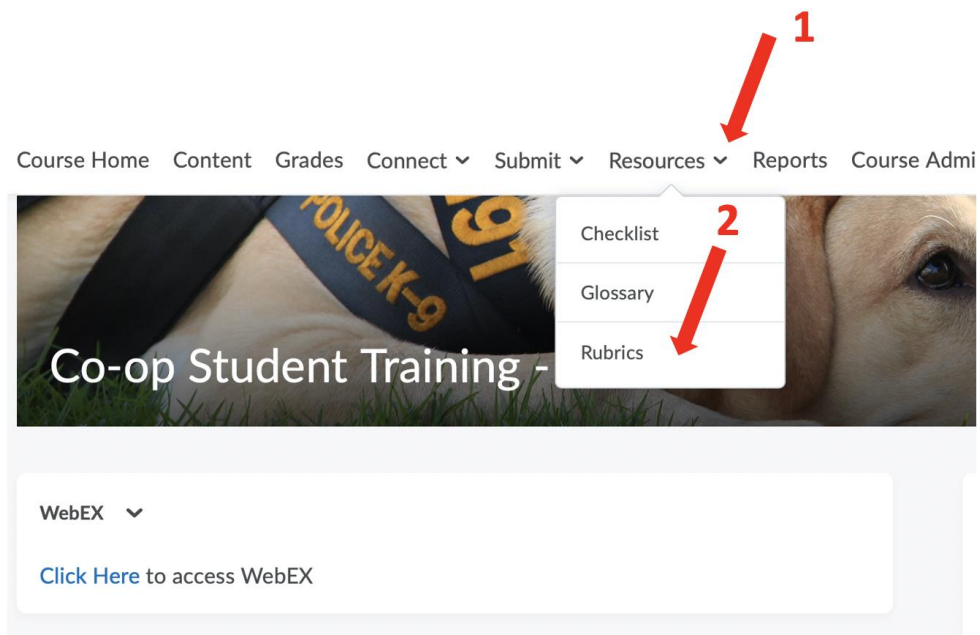 1
Course Home Content Grades Connect Submit Resources Reports Course Admi
2
Checklist
Glossary
Rubrics
POLICE K-9
191
Co-op Student Training -
WebEX
Click Here to access WebEX